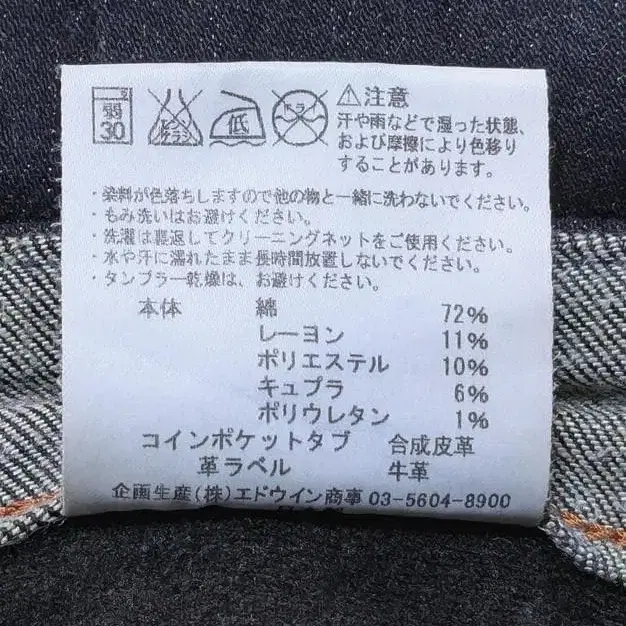 弱 30 エンソ サラシ 低 ドライ ⚠注意
汗や雨などで湿った状態、
および摩擦により色移り
することがあります。
・染料が色落ちしますので他の物と一緒に洗わないでください。
・もみ洗いはお避けください。
・洗濯は裏返してクリーニングネットをご使用ください。
・水や汗に濡れたまま長時間放置しないでください。
・タンブラー乾燥は、お避けください。
本体 綿 72%
レーヨン 11%
ポリエステル 10%
キュプラ 6%
ポリウレタン 1%
コインポケットタブ 合成皮革
革ラベル 牛革
企画生産(株)エドウイン商事 03-5604-8900